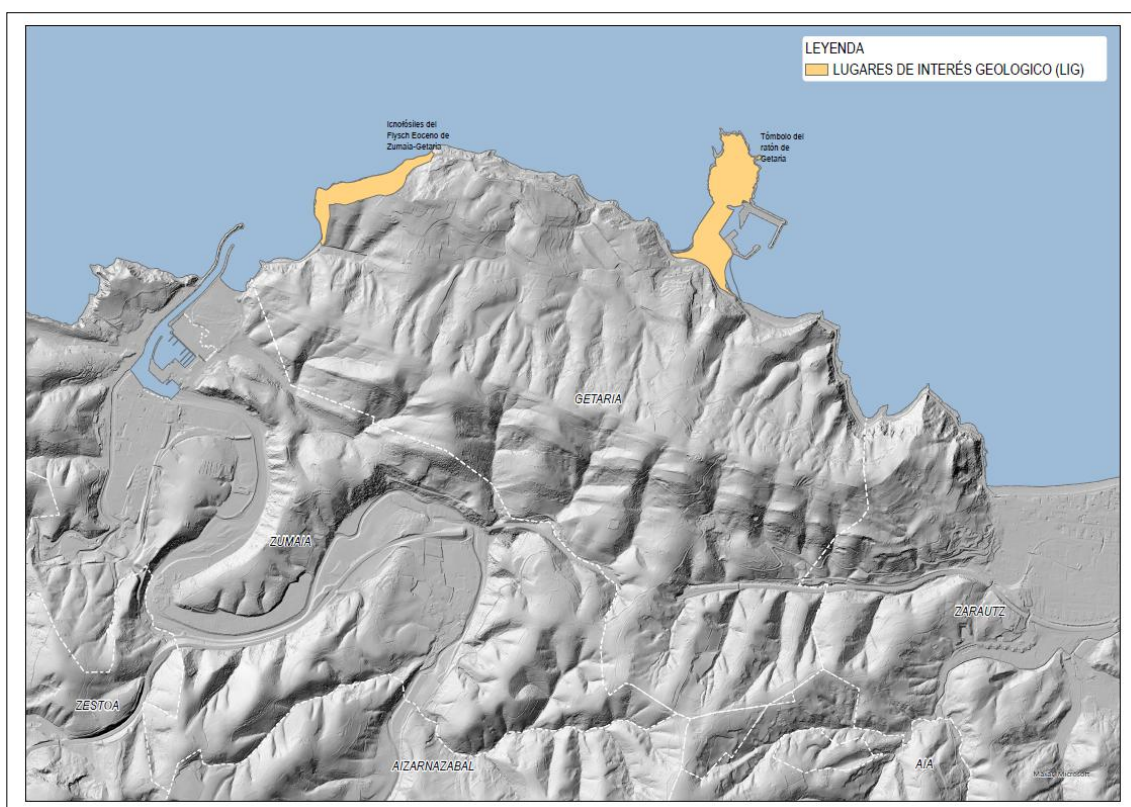 LEYENDA
LUGARES DE INTERÉS GEOLOGICO (LIG)
Icnofósiles del
Flysch Eoceno de
Zumaia-Getaria
Tómbolo del
ratón de
Getaria
GETARIA
ZUMAIA
ZARAUTZ
ZESTOA
AIZARNAZABAL
AIA
Microsoft